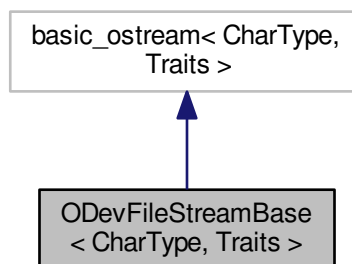 basic_ostream< CharType,
Traits >
ODevFileStreamBase
< CharType, Traits >